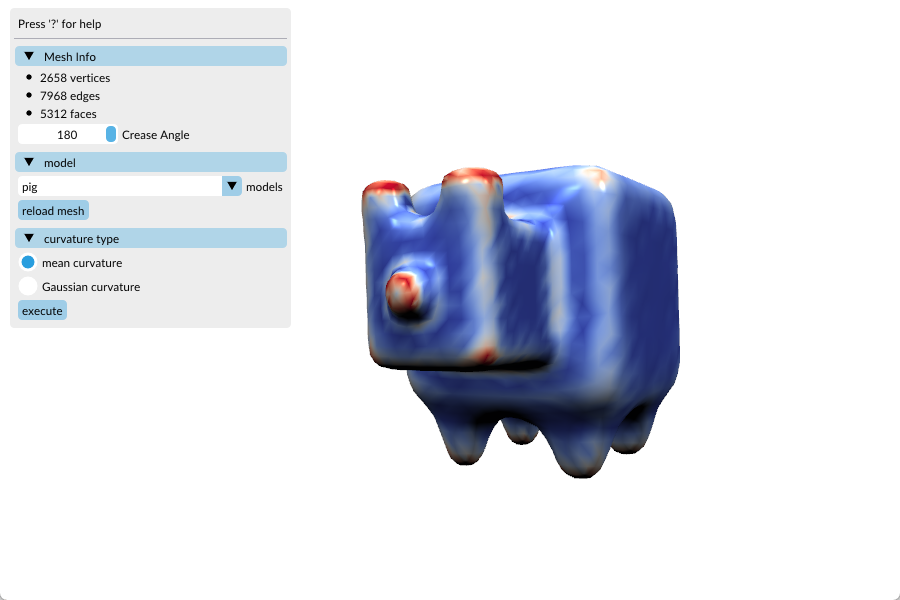 Press '?' for help
Mesh Info
2658 vertices
7968 edges
5312 faces
180 Crease Angle
model
pig models
reload mesh
curvature type
mean curvature
Gaussian curvature
execute